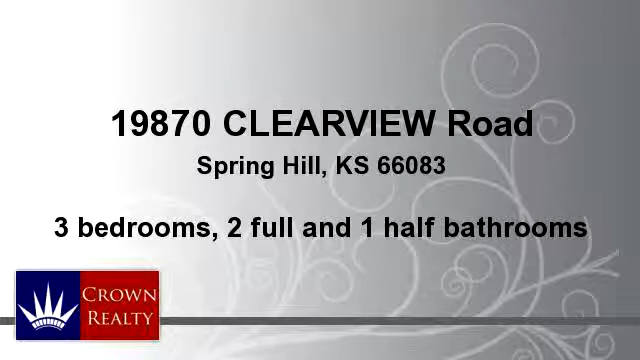 19870 CLEARVIEW Road
Spring Hill, KS 66083
3 bedrooms, 2 full and 1 half bathrooms
CROWN
REALTY